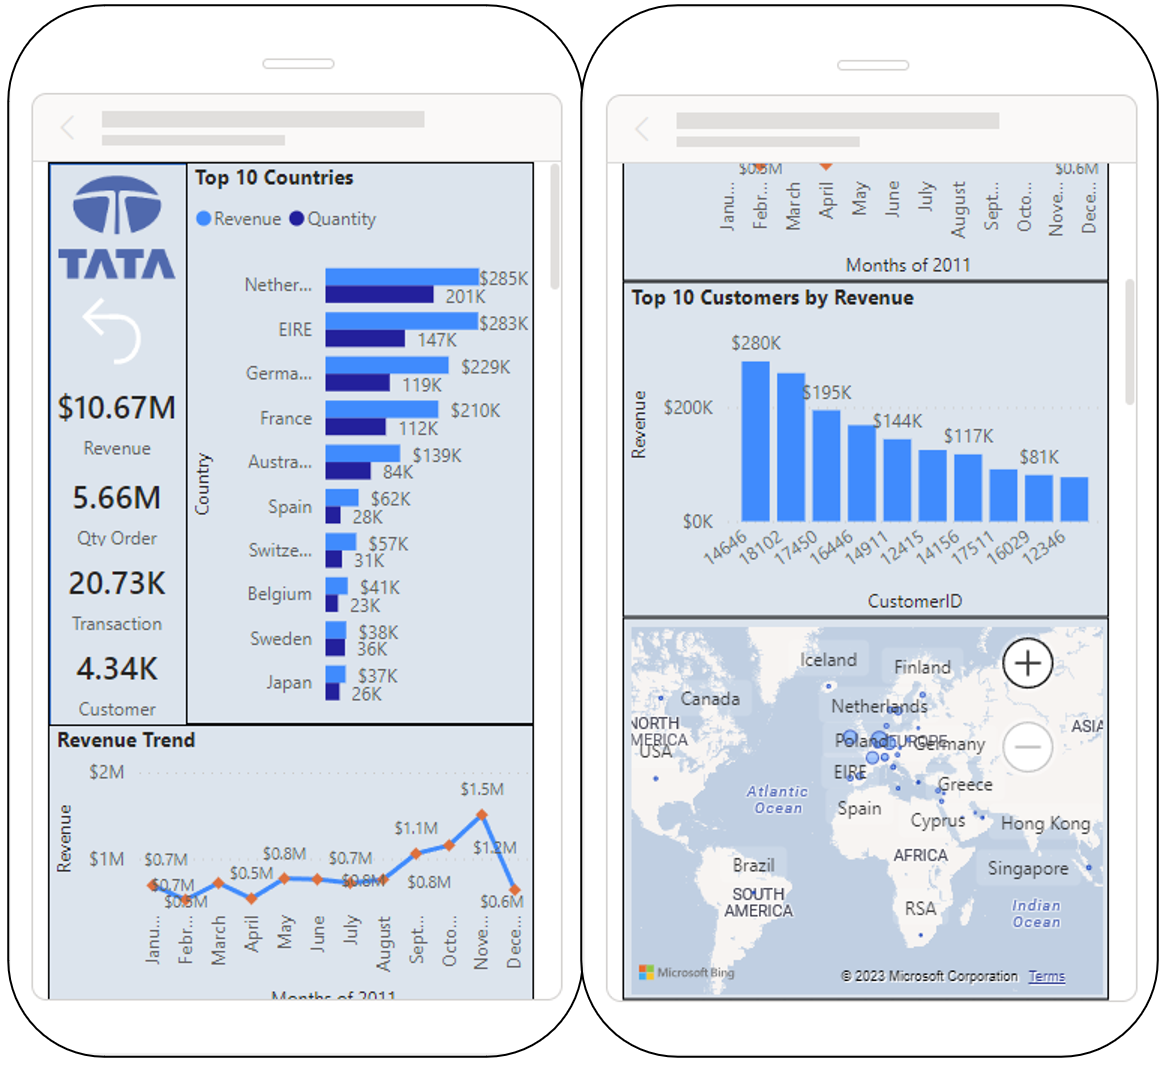 TATA
$10.67M
Revenue
5.66M
Qty Order
20.73K
Transaction
4.34K
Customer
Top 10 Countries
Revenue Quantity
Country
Nether... $285K
201K
EIRE $283K
147K
Germa... $229K
119K
France $210K
112K
Austra... $139K
84K
Spain $62K
28K
Switze... $57K
31K
Belgium $41K
23K
Sweden $38K
36K
Japan $37K
26K
Revenue Trend
Revenue
$2M
$1M
$0.7M
$0.7M
$0.5M
$0.5M
$0.8M
$0.7M
$0.8M
$0.8M
$1.1M
$1.2M
$1.5M
$0.6M
Janu... Febr... March April May June July August Sept... Octo... Nove... Dece...
Months of 2011
$0.5M $0.6M
Janu... Febr... March April May June July August Sept... Octo... Nove... Dece...
Months of 2011
Top 10 Customers by Revenue
Revenue
$200K
$0K
$280K
$195K
$144K
$117K
$81K
14646 18102 17450 16446 14911 12415 14156 17511 16029 12346
CustomerID
Iceland
Finland
Canada
Netherlands
NORTH
MERICA
USA
ASIA
Poland
EUROPE
Germany
EIRE
Greece
Atlantic
Ocean
Spain
Cyprus
Hong Kong
AFRICA
Brazil
Singapore
SOUTH
AMERICA
RSA
Indian
Ocean
Microsoft Bing
© 2023 Microsoft Corporation Terms